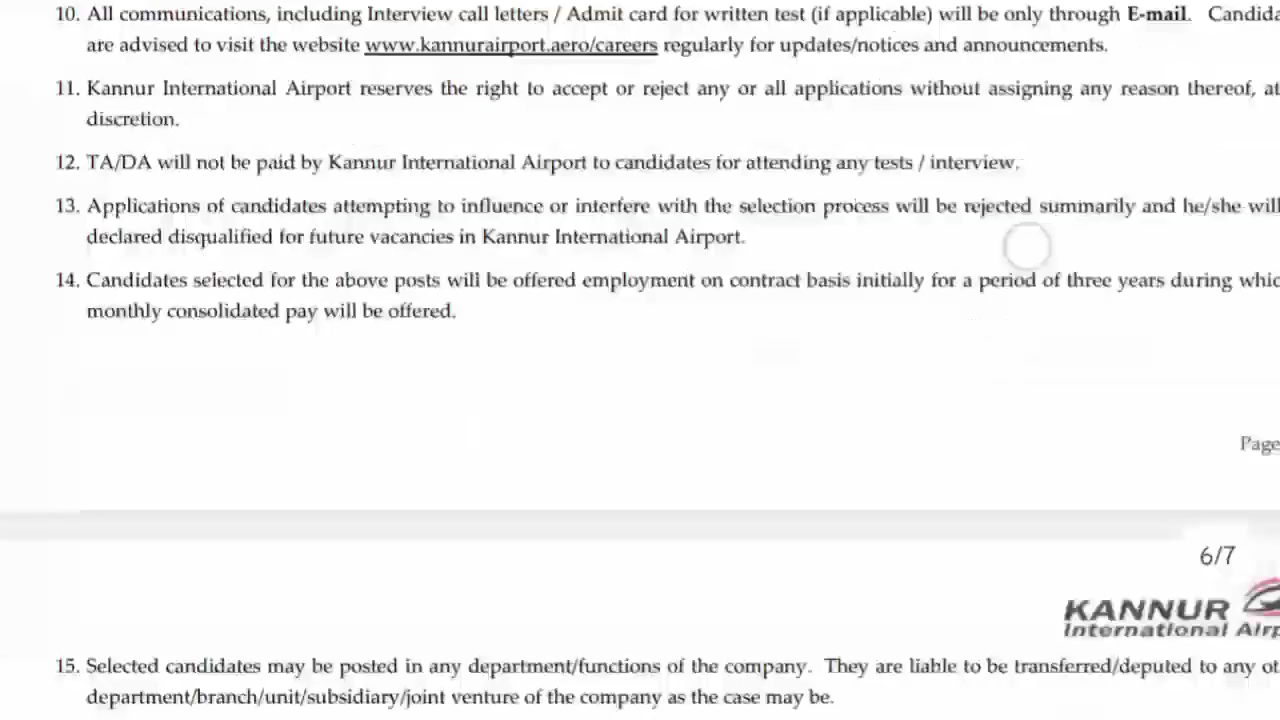 10. All communications, including Interview call letters / Admit card for written test (if applicable) will be only through E-mail. Candida
are advised to visit the website www.kannurairport.aero/careers regularly for updates/notices and announcements.
11. Kannur International Airport reserves the right to accept or reject any or all applications without assigning any reason thereof, at
discretion.
12. TA/DA will not be paid by Kannur International Airport to candidates for attending any tests / interview.
13. Applications of candidates attempting to influence or interfere with the selection process will be rejected summarily and he/she will
declared disqualified for future vacancies in Kannur International Airport.
14. Candidates selected for the above posts will be offered employment on contract basis initially for a period of three years during whic
monthly consolidated pay will be offered.
Page
6/7
KANNUR
International Airp
15. Selected candidates may be posted in any department/functions of the company. They are liable to be transferred/deputed to any ot
department/branch/unit/subsidiary/joint venture of the company as the case may be.